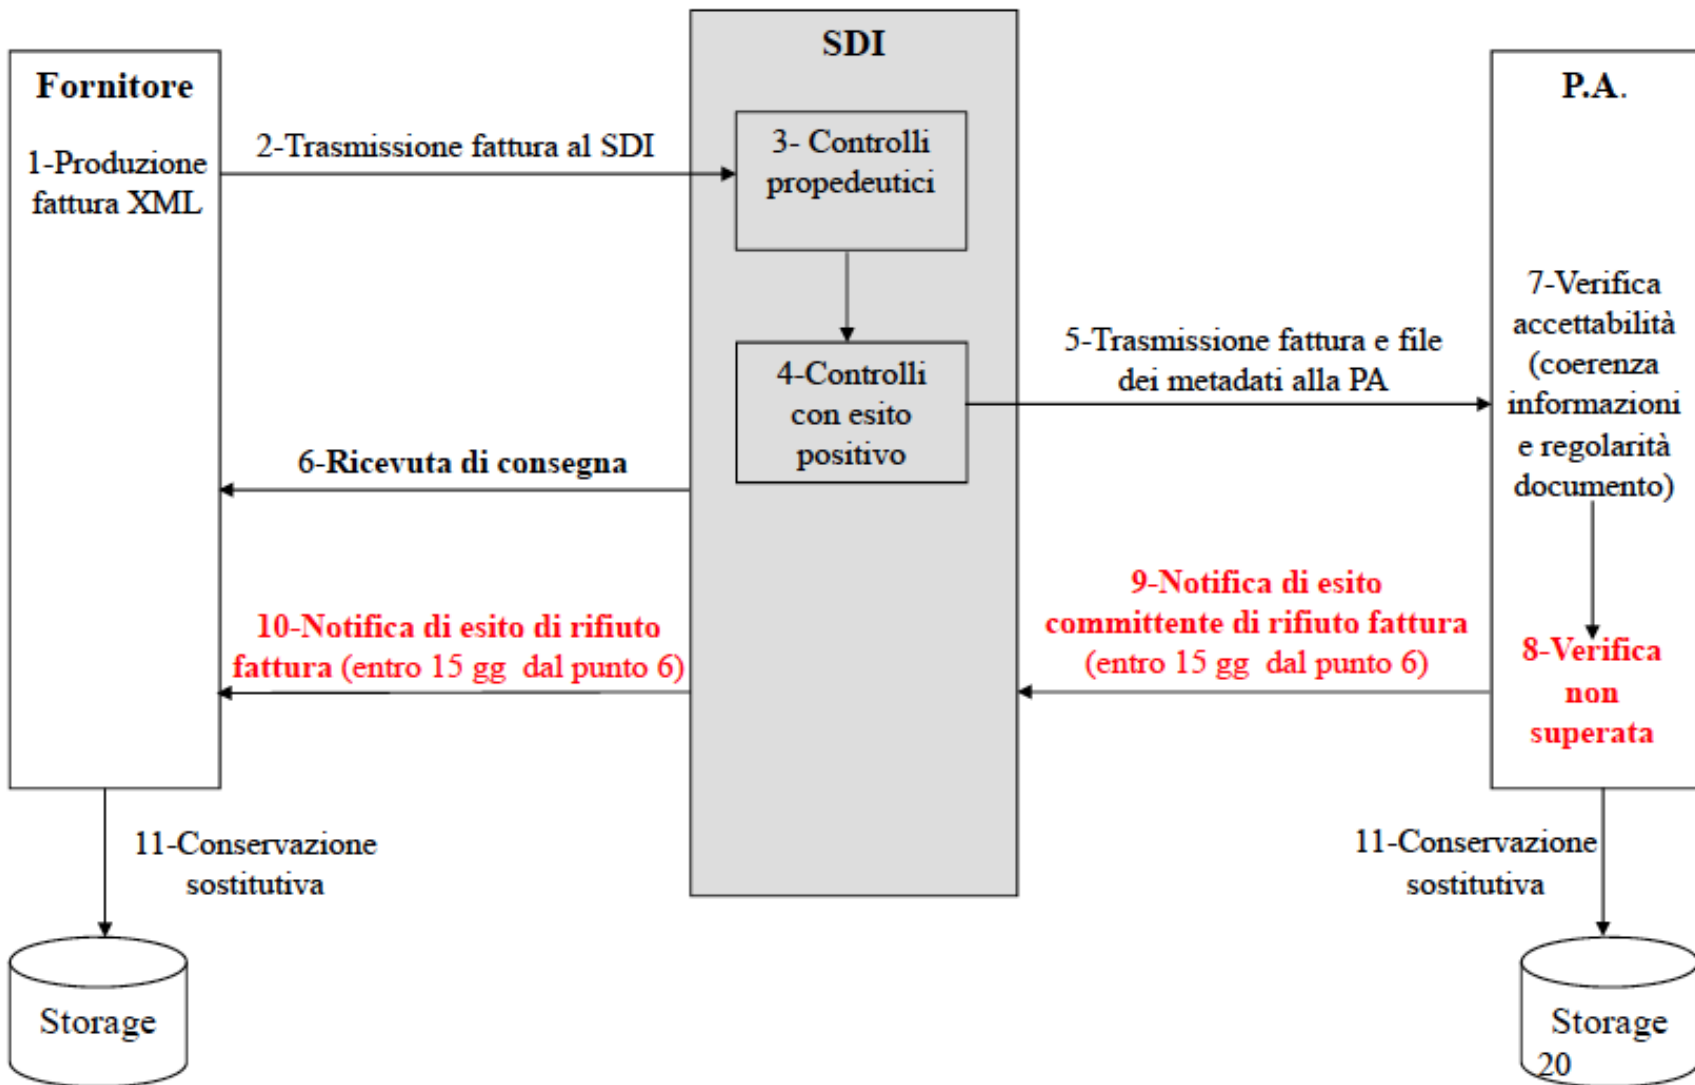 SDI
Fornitore
P.A.
1-Produzione
fattura XML
2-Trasmissione fattura al SDI
3- Controlli
propedeutici
4-Controlli
con esito
positivo
5-Trasmissione fattura e file
dei metadati alla PA
6-Ricevuta di consegna
7-Verifica
accettabilità
(coerenza
informazioni
e regolarità
documento)
8-Verifica
non
superata
9-Notifica di esito
committente di rifiuto fattura
(entro 15 gg dal punto 6)
10-Notifica di esito di rifiuto
fattura (entro 15 gg dal punto 6)
11-Conservazione
sostitutiva
11-Conservazione
sostitutiva
Storage
Storage
20